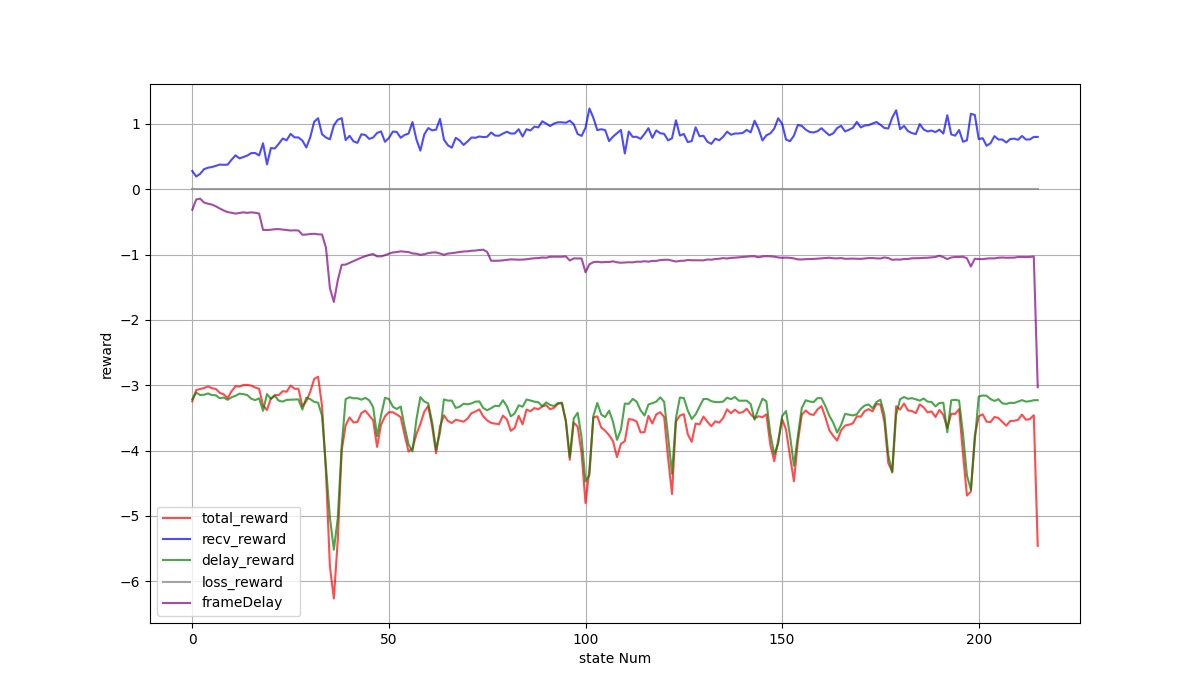 1
0
−1
−2
−3
−4
−5
−6
reward
total_reward
recv_reward
delay_reward
loss_reward
frameDelay
0
50
100
150
200
state Num